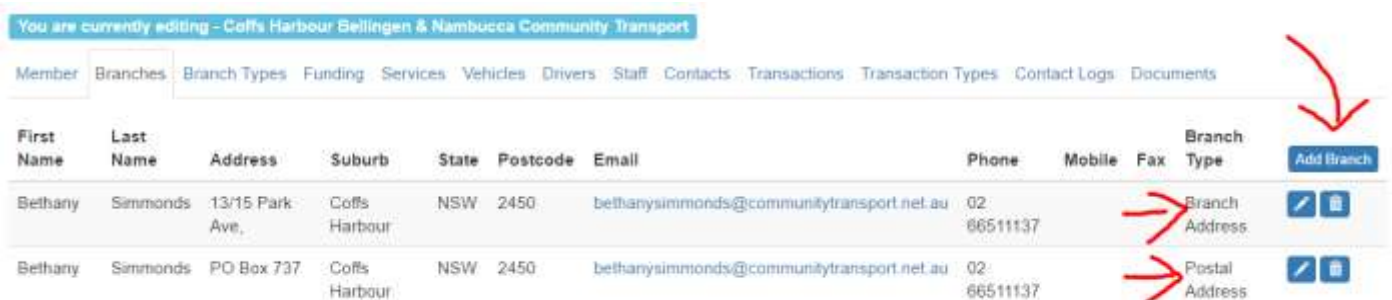 You are currently editing - Coffs Harbour Bellingen & Nambucca Community Transport
Member Branches Branch Types Funding Services Vehicles Drivers Staff Contacts Transactions Transaction Types Contact Logs Documents
First Name Last Name Address Suburb State Postcode Email Phone Mobile Fax Branch Type Add Branch
Bethany Simmonds 13/15 Park Coffs NSW 2450 bethanysimmonds@communitytransport.net.au 02 Branch
Ave, Harbour 66511137 Address
Bethany Simmonds PO Box 737 Coffs NSW 2450 bethanysimmonds@communitytransport.net.au 02 Postal
Harbour 66511137 Address